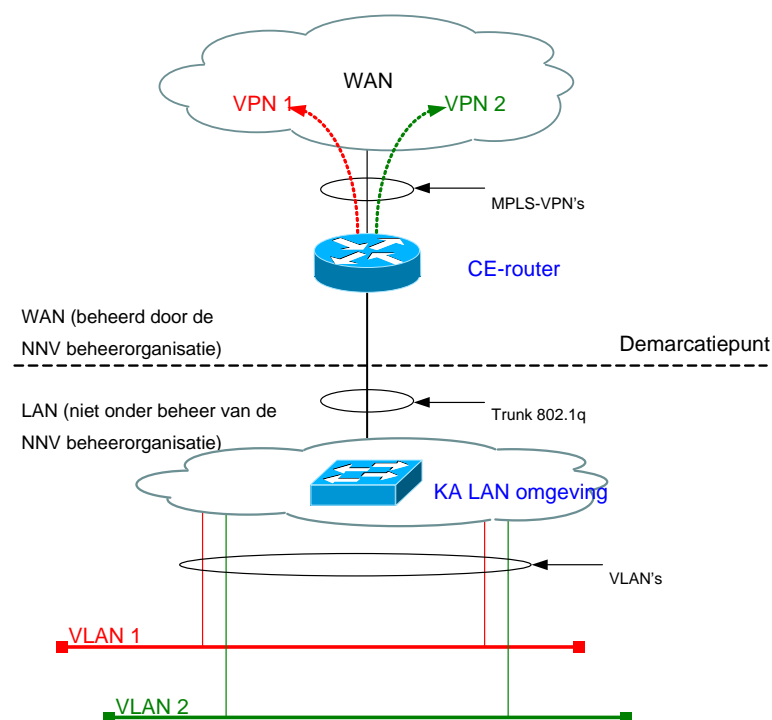 WAN
VPN 1
VPN 2
MPLS-VPN's
CE-router
WAN (beheerd door de
NNV beheerorganisatie)
Demarcatiepunt
LAN (niet onder beheer van de
NNV beheerorganisatie)
Trunk 802.1q
KA LAN omgeving
VLAN's
VLAN 1
VLAN 2